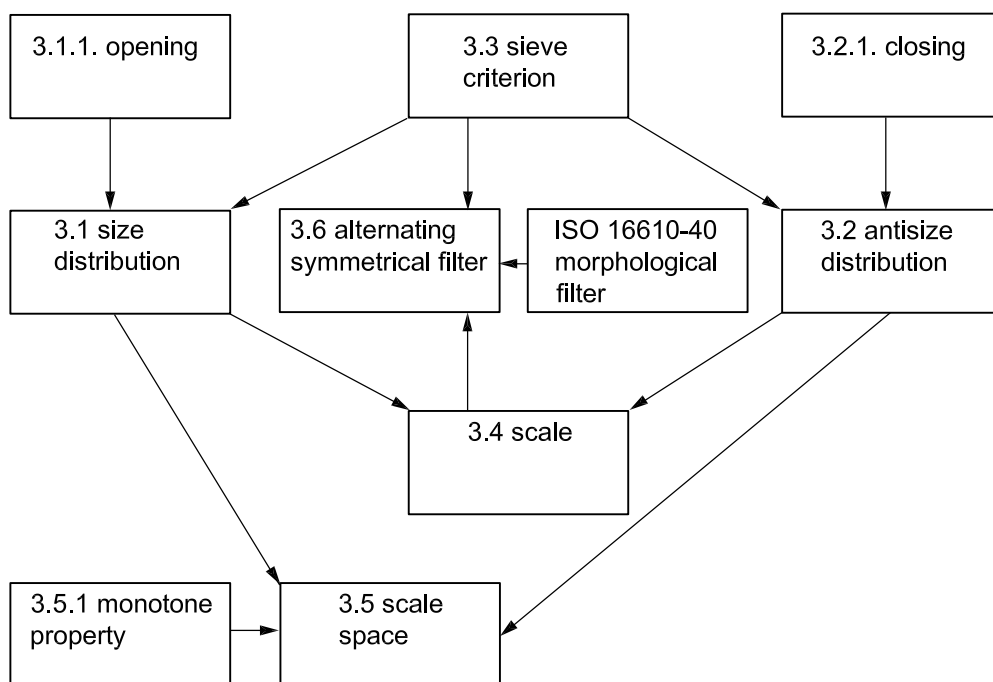 3.1.1. opening
3.3 sieve
criterion
3.2.1. closing
3.1 size
distribution
3.6 alternating
symmetrical filter
ISO 16610-40
morphological
filter
3.2 antisize
distribution
3.4 scale
3.5.1 monotone
property
3.5 scale
space